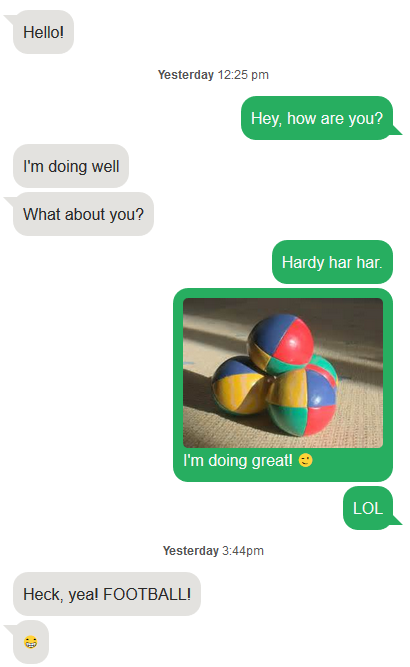 Hello!
Yesterday 12:25 pm
Hey, how are you?
I'm doing well
What about you?
Hardy har har.
I'm doing great! 😉
LOL
Yesterday 3:44pm
Heck, yea! FOOTBALL!
😁